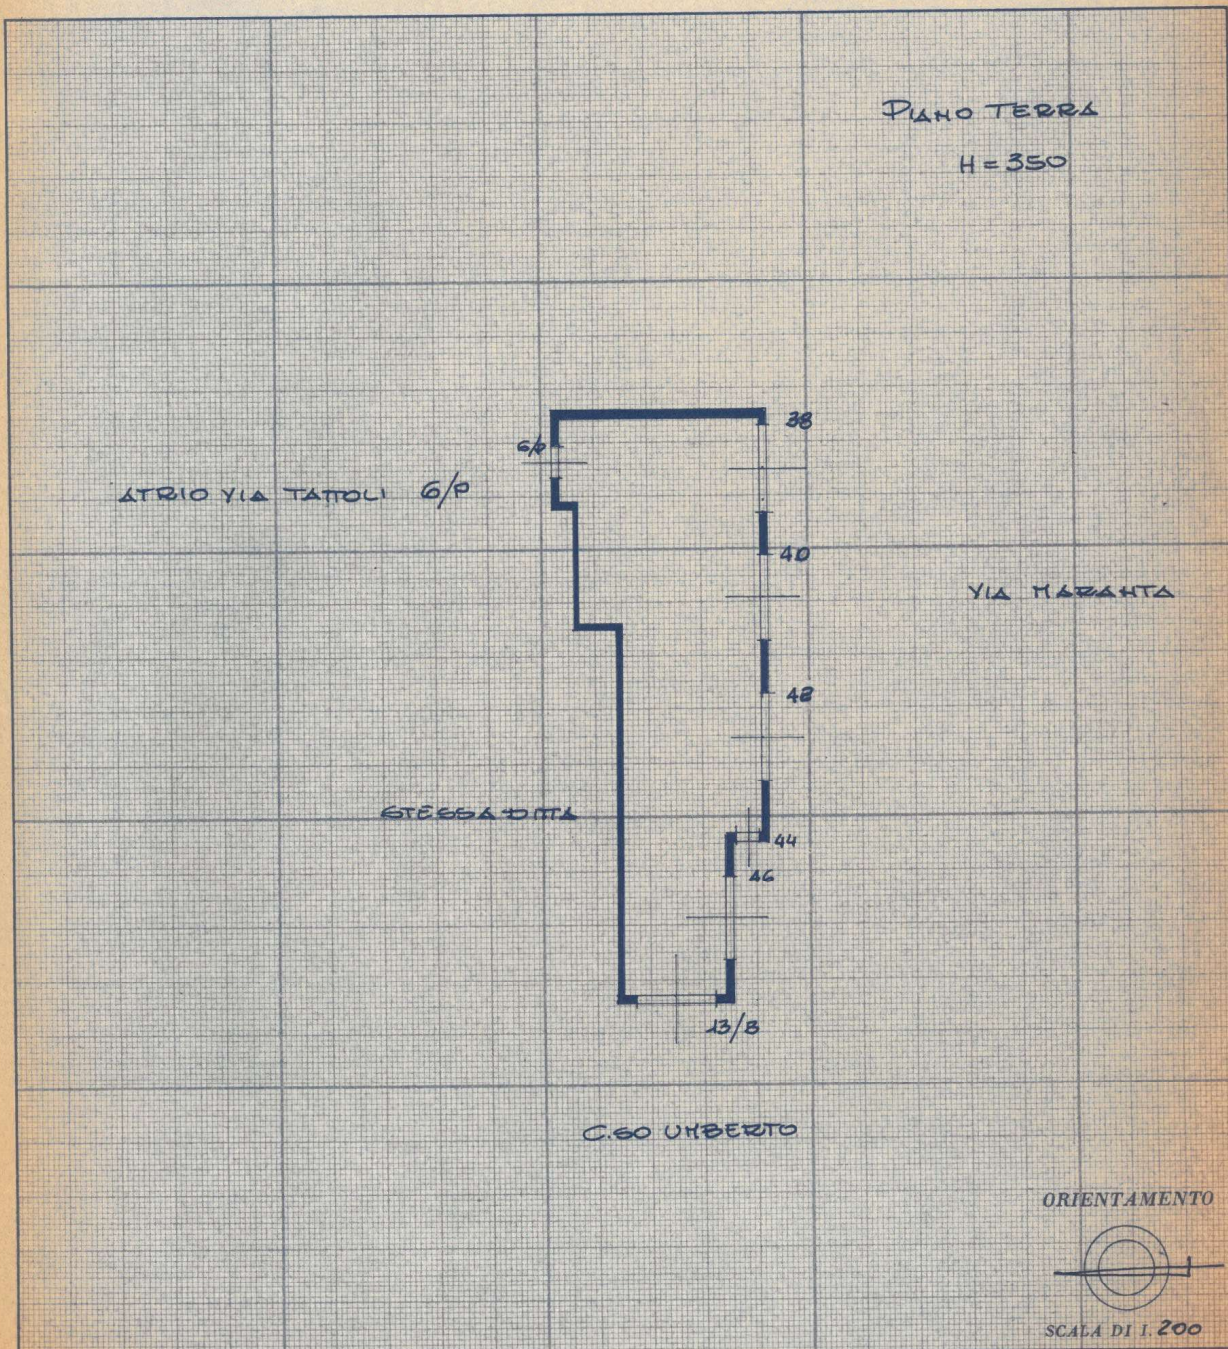 PIANO TERRA
H = 350
38
6/P
ATRIO VIA TATTOLI 6/P
40
VIA MARANTA
42
STESSA DITTA
44
46
13/B
C.SO UMBERTO
ORIENTAMENTO
SCALA DI 1. 200